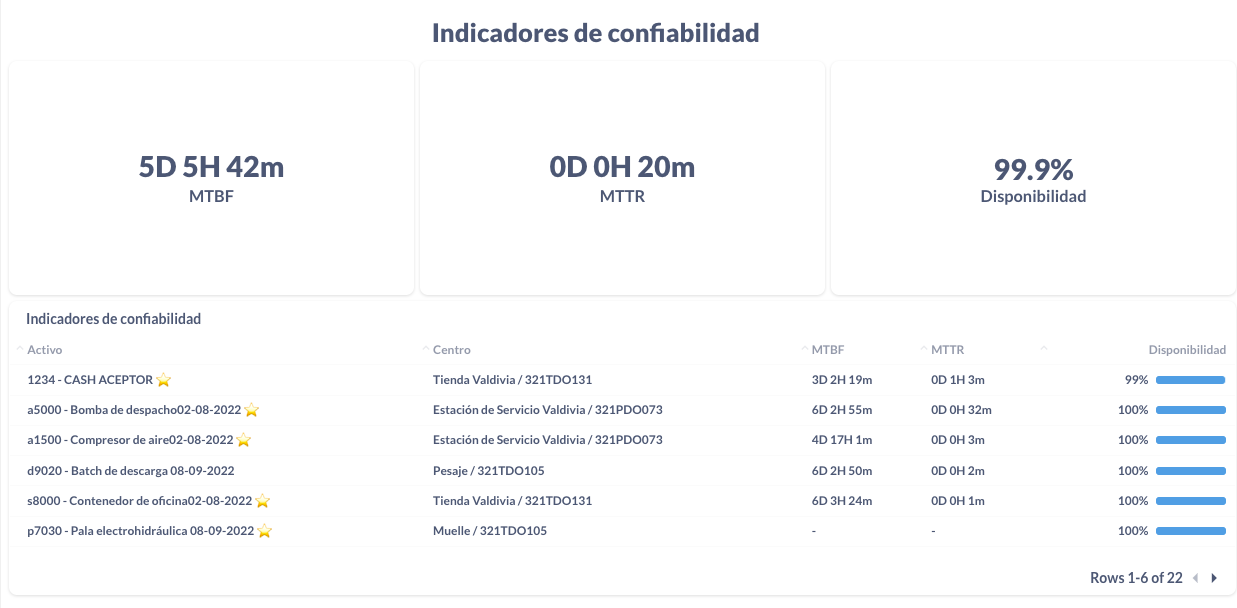 Indicadores de confiabilidad
5D 5H 42m
MTBF
0D 0H 20m
MTTR
99.9%
Disponibilidad
Indicadores de confiabilidad
Activo Centro MTBF MTTR Disponibilidad
1234 - CASH ACEPTOR ⭐ Tienda Valdivia / 321TDO131 3D 2H 19m 0D 1H 3m 99%
a5000 - Bomba de despacho02-08-2022 ⭐ Estación de Servicio Valdivia / 321PDO073 6D 2H 55m 0D 0H 32m 100%
a1500 - Compresor de aire02-08-2022 ⭐ Estación de Servicio Valdivia / 321PDO073 4D 17H 1m 0D 0H 3m 100%
d9020 - Batch de descarga 08-09-2022 Pesaje / 321TDO105 6D 2H 50m 0D 0H 2m 100%
s8000 - Contenedor de oficina02-08-2022 ⭐ Tienda Valdivia / 321TDO131 6D 3H 24m 0D 0H 1m 100%
p7030 - Pala electrohidráulica 08-09-2022 ⭐ Muelle / 321TDO105 - - 100%
Rows 1-6 of 22